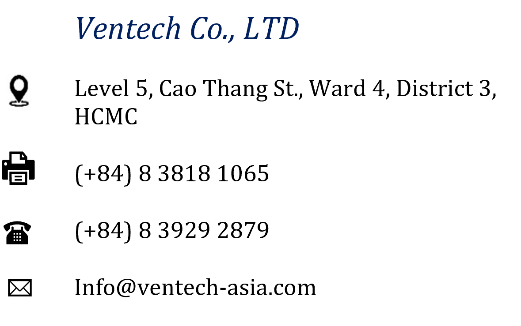 Ventech Co., LTD
Level 5, Cao Thang St., Ward 4, District 3,
HCMC
(+84) 8 3818 1065
(+84) 8 3929 2879
Info@ventech-asia.com